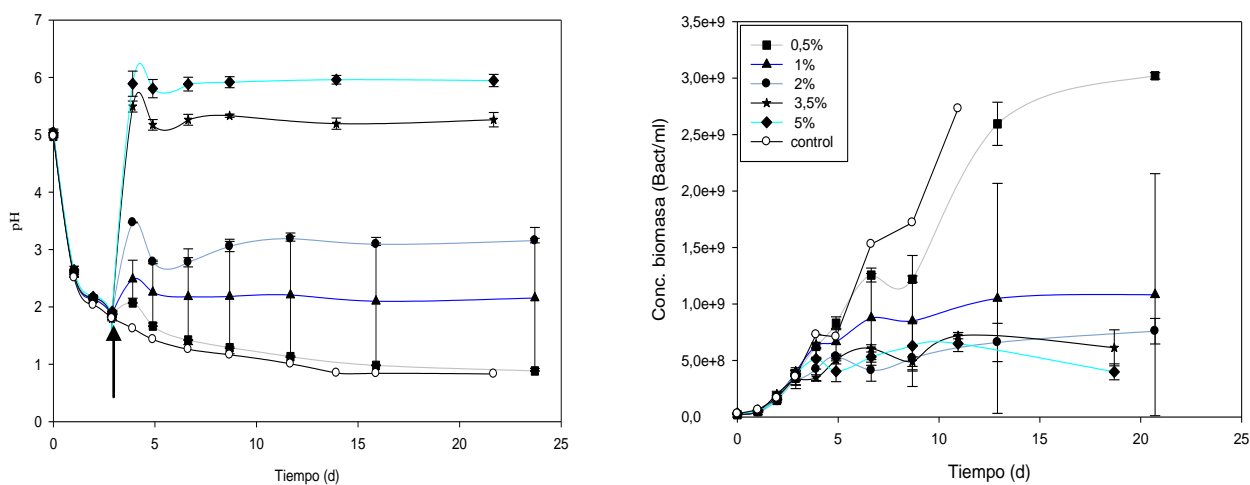 7
6
5
4
3
2
1
0
pH
0 5 10 15 20 25
Tiempo (d)
3,5e+9
3,0e+9
2,5e+9
2,0e+9
1,5e+9
1,0e+9
5,0e+8
0,0
Conc. biomasa (Bact/ml)
0,5%
1%
2%
3,5%
5%
control
0 5 10 15 20 25
Tiempo (d)